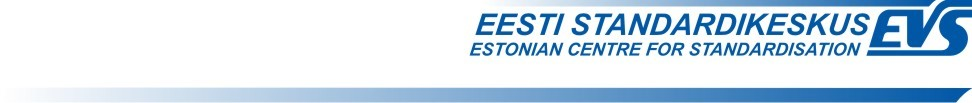 EESTI STANDARDIKESKUS EVS
ESTONIAN CENTRE FOR STANDARDISATION